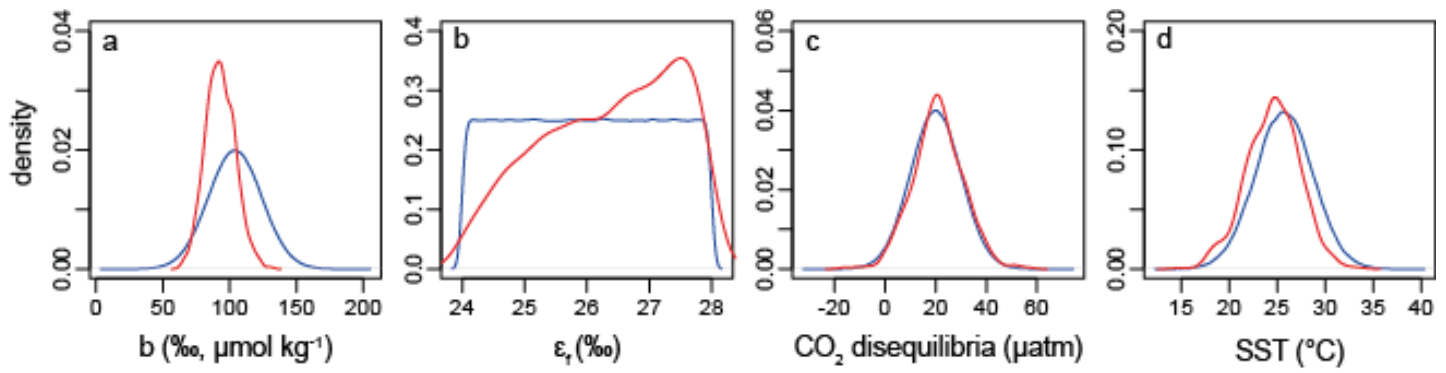 a
density
0.00 0.02 0.04
0 50 100 150 200
b (‰, μmol kg⁻¹)
b
0.0 0.1 0.2 0.3 0.4
24 25 26 27 28
εf (‰)
c
0.00 0.02 0.04 0.06
-20 0 20 40 60
CO₂ disequilibria (μatm)
d
0.00 0.10 0.20
15 20 25 30 35 40
SST (°C)